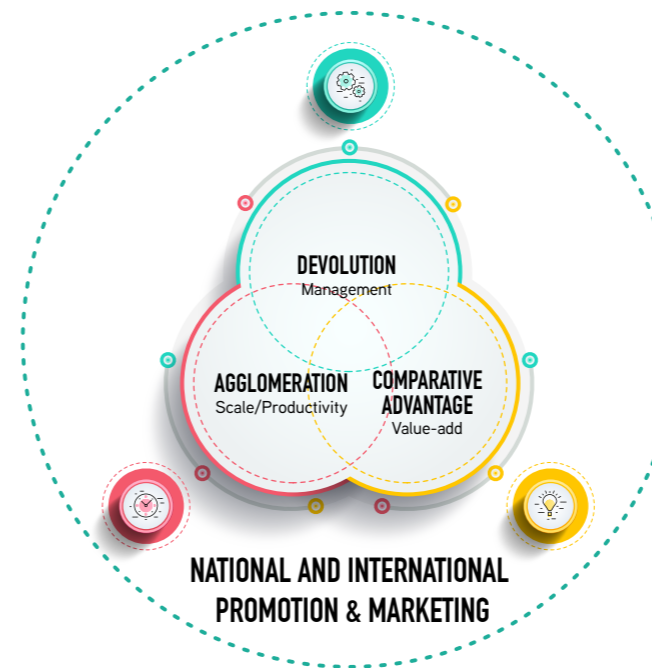 DEVOLUTION
Management
AGGLOMERATION
Scale/Productivity
COMPARATIVE
ADVANTAGE
Value-add
NATIONAL AND INTERNATIONAL
PROMOTION & MARKETING